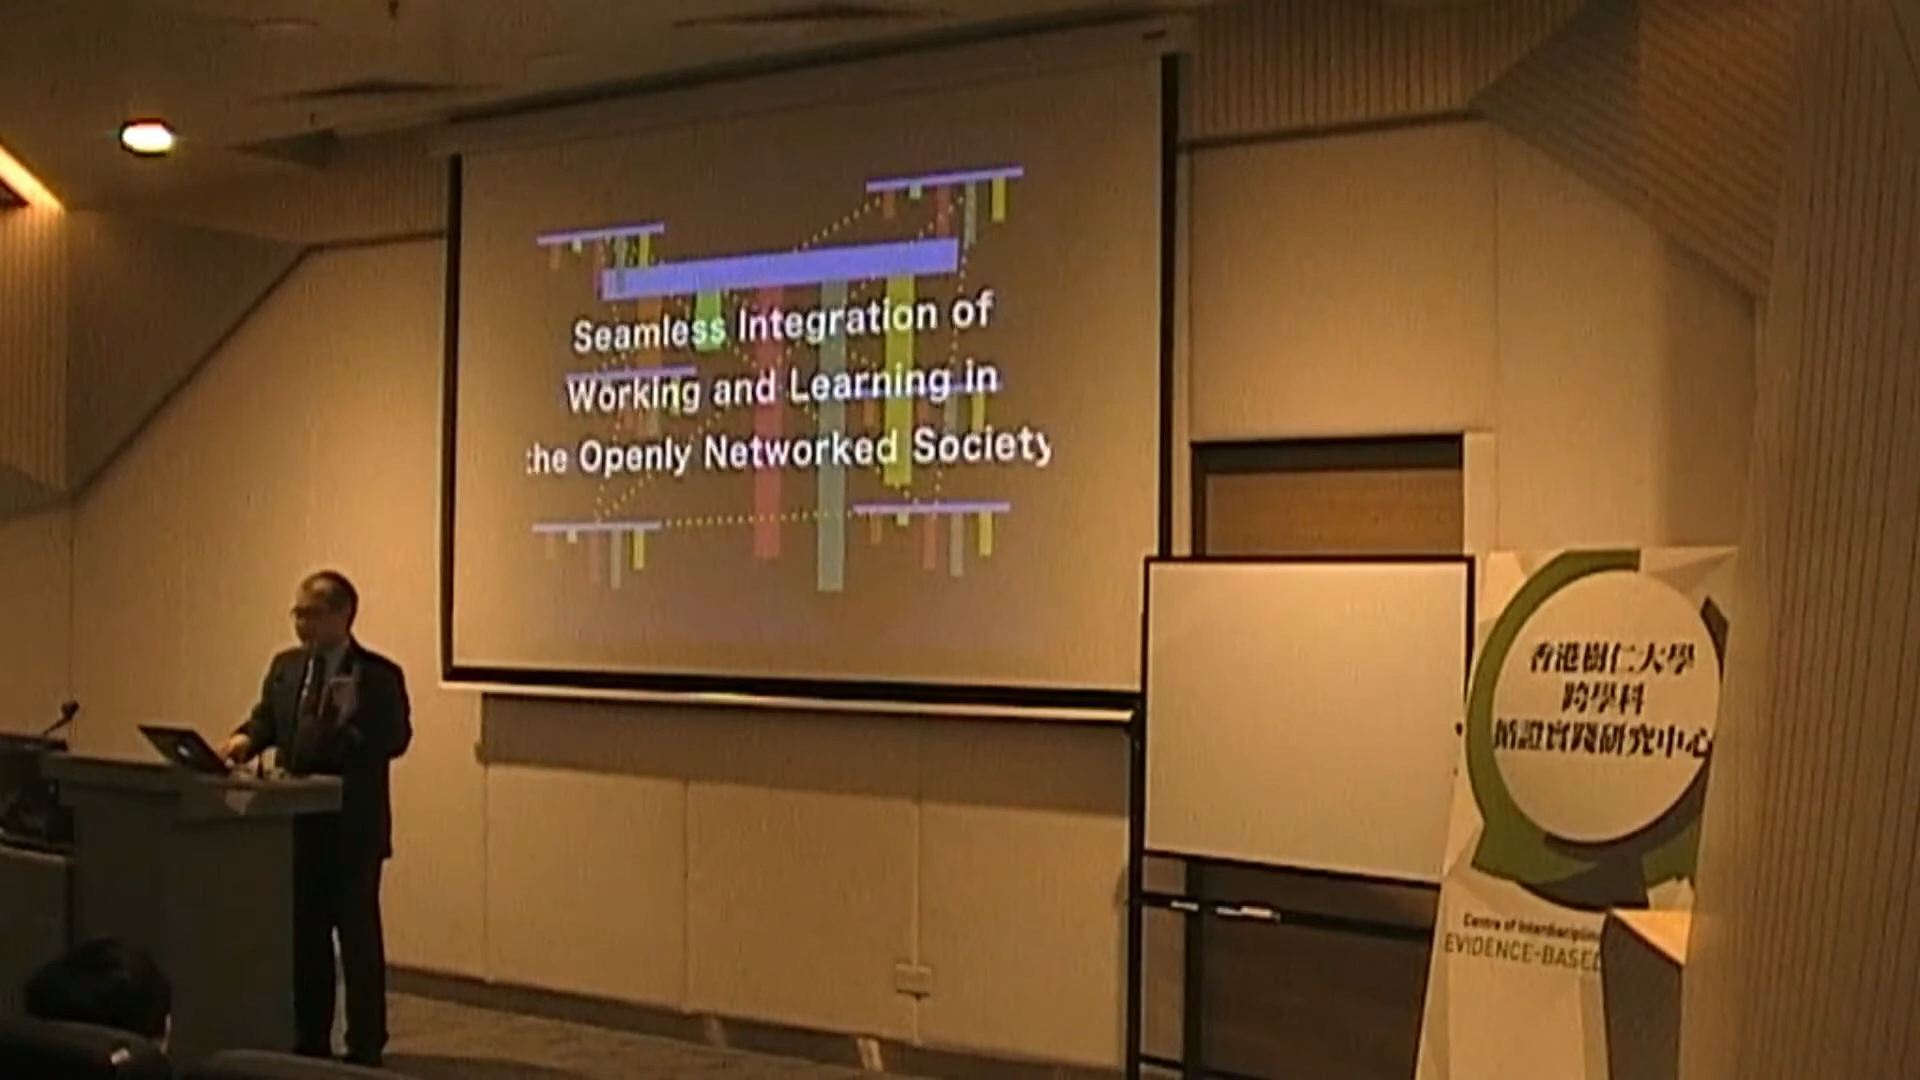 Seamless Integration of
Working and Learning in
the Openly Networked Society
香港樹仁大學
跨學科
循證實踐研究中心
Centre of Interdisciplin
EVIDENCE-BASED